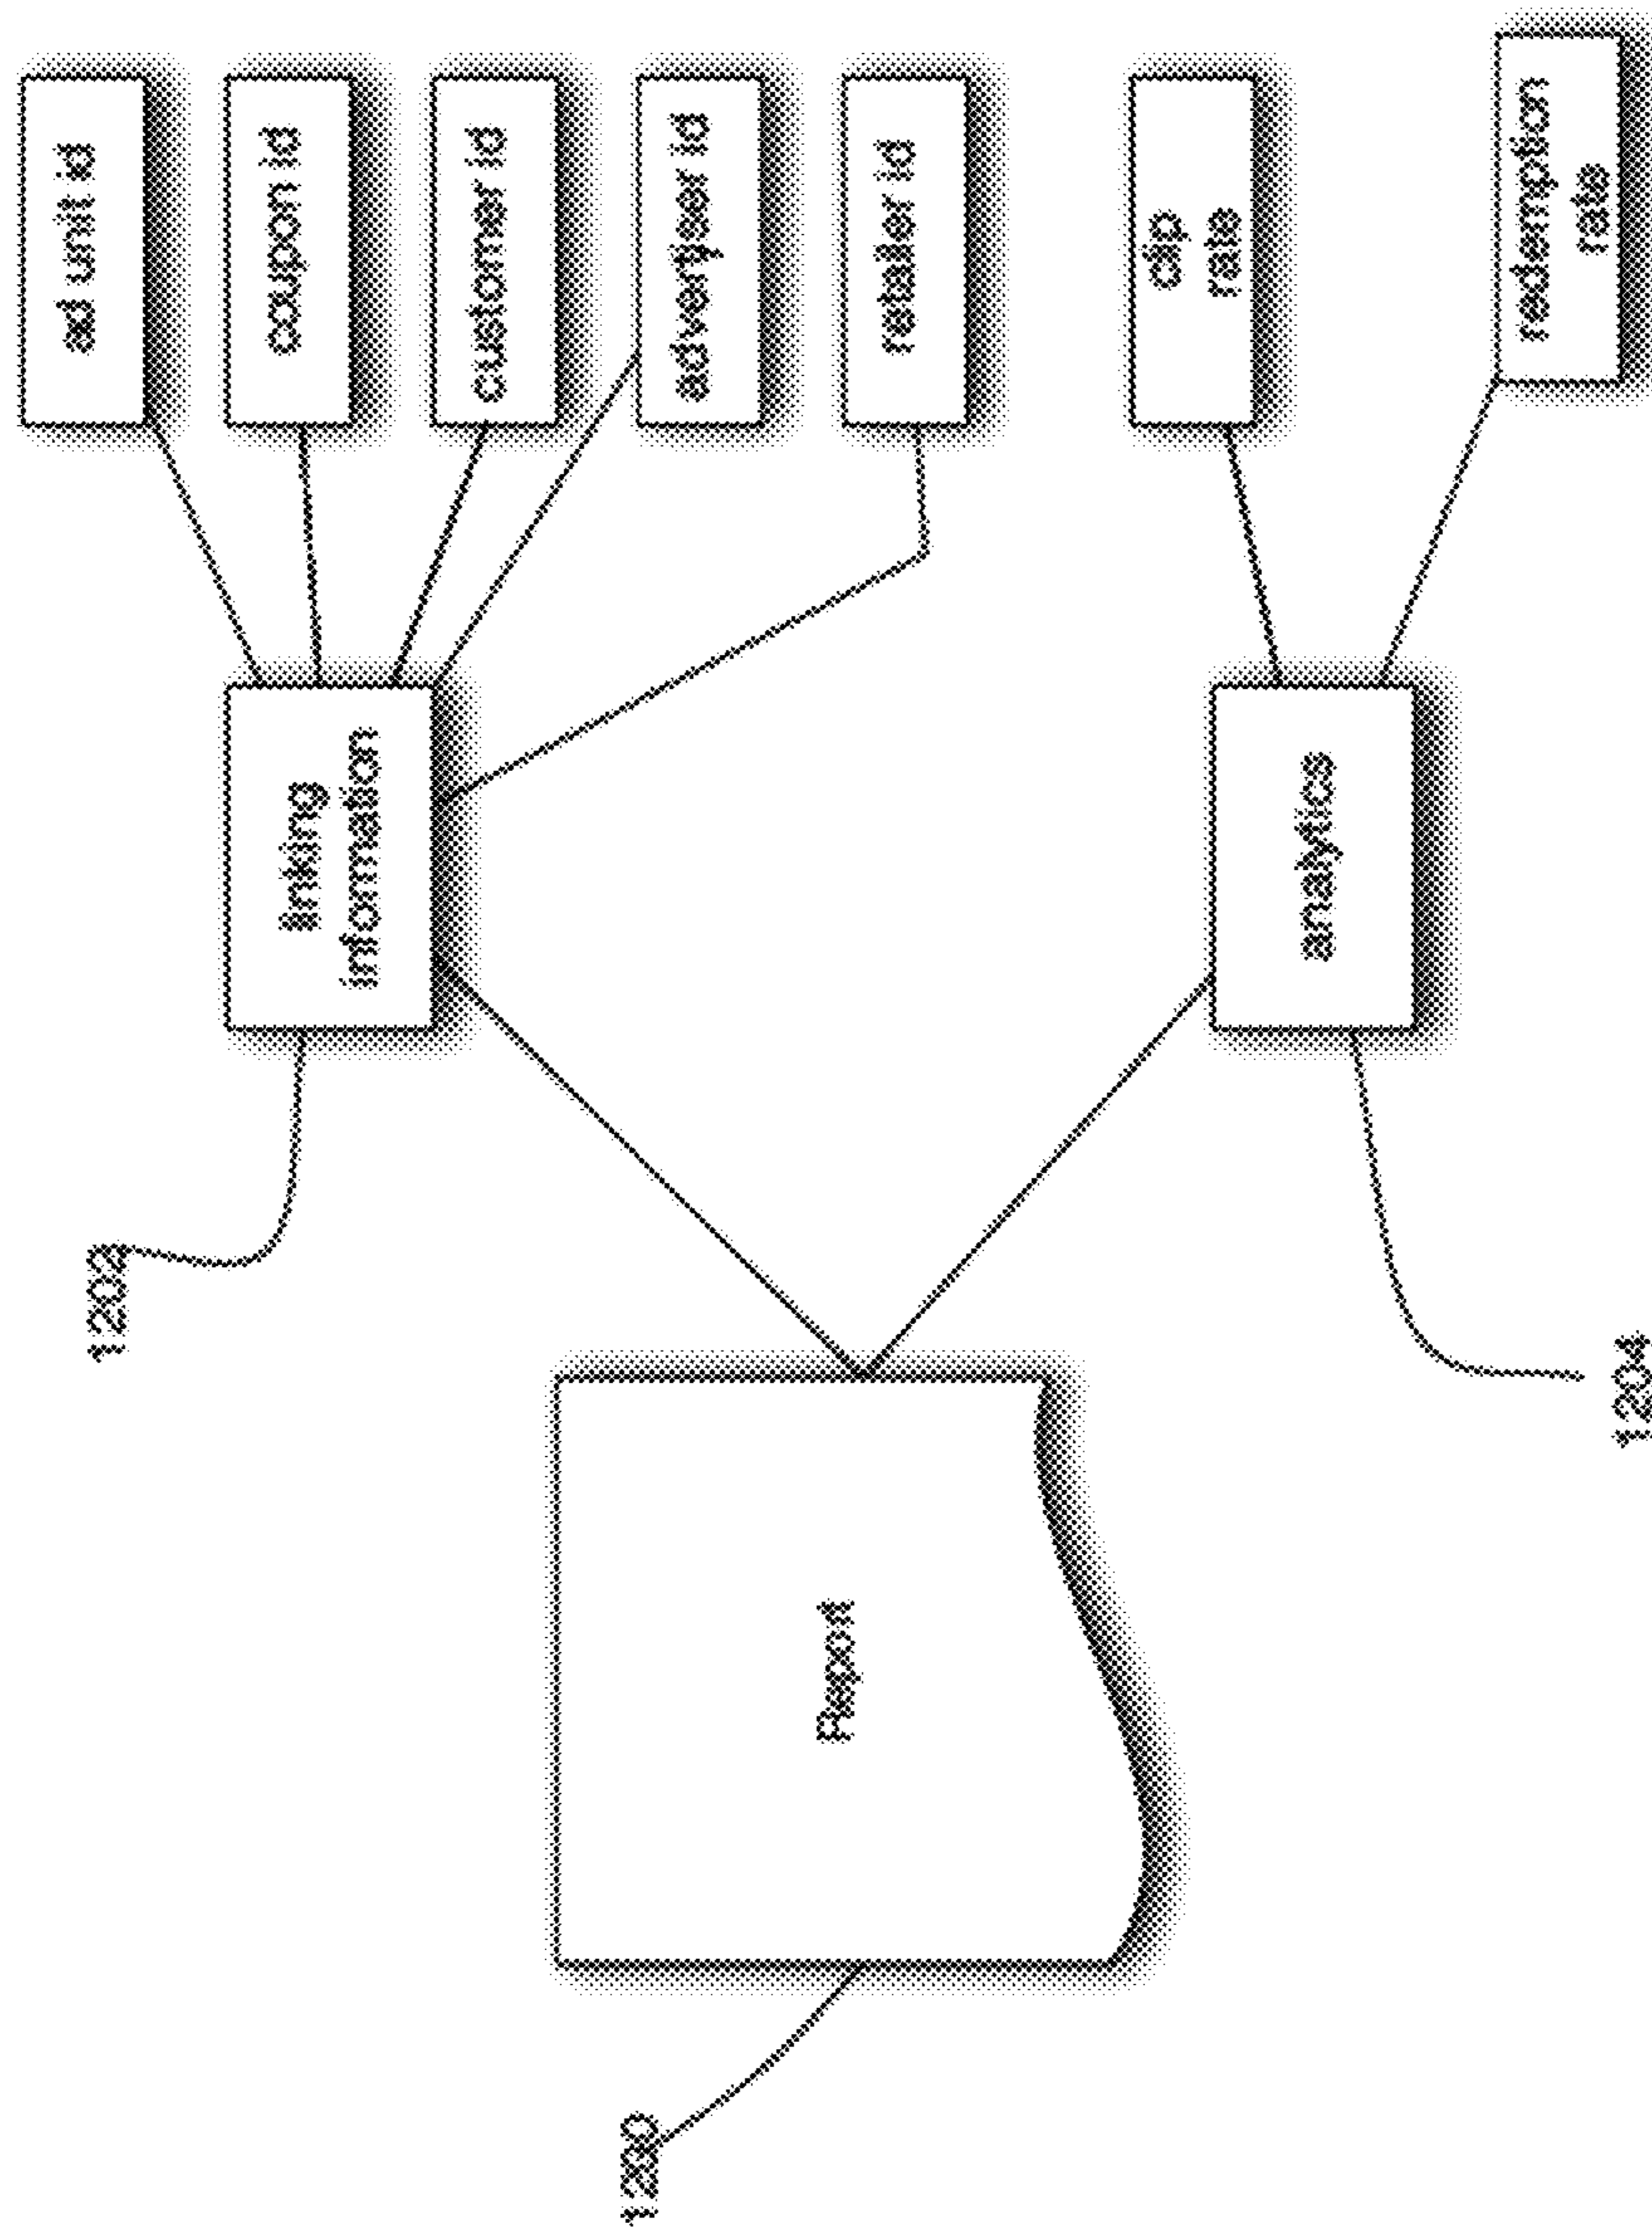 1200
Report
1202
linking
information
ad unit id
coupon id
customer id
advertiser id
retailer id
1204
analytics
clip
rate
redemption
rate